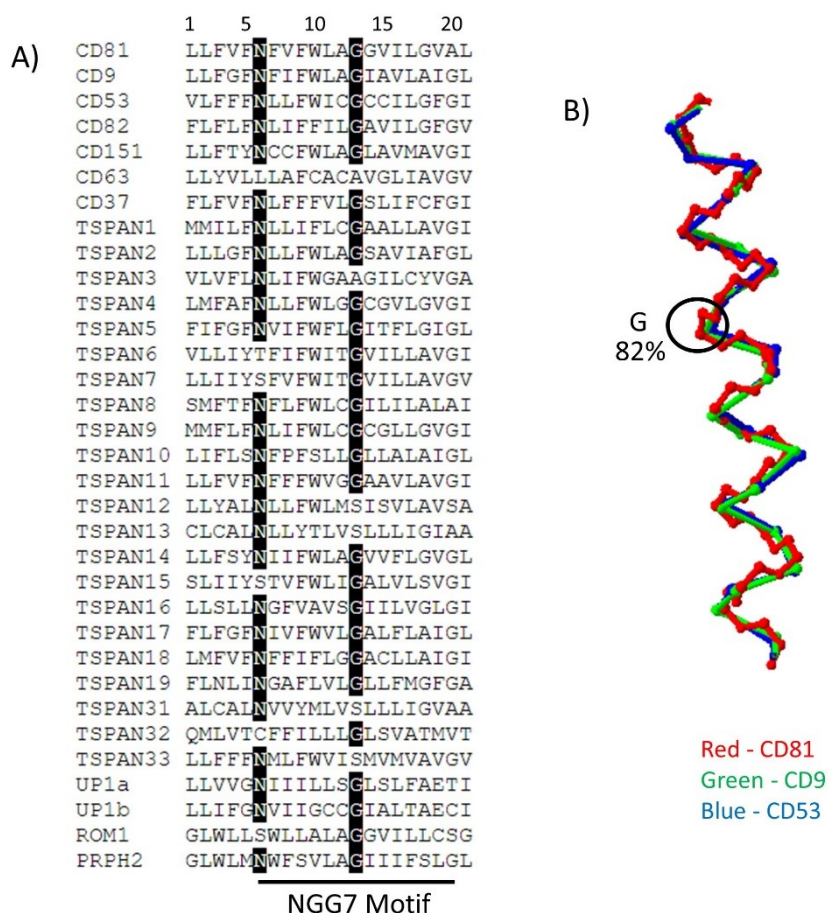 A)
1 5 10 15 20
CD81 LLFVFNFVFWLAGGVILGVAL
CD9 LLFGFNFIFWLAGIAVLAIGL
CD53 VLFFFNLLFWICGCCILGFGI
CD82 FLFLFNLIFFILGAVILGFGV
CD151 LLFTYNCCFWLAGLAVMAVGI
CD63 LLYVLLLAFCACAVGLIAVGV
CD37 FLFVFNLFFFVLGSLIFCFGI
TSPAN1 MMILFNLLIFLCGAALLAVGI
TSPAN2 LLLGFNLLFWLAGSAVIAFGL
TSPAN3 VLVFLNLIFWGAAGILCYVGA
TSPAN4 LMFAFNLLFWLGGCGVLGVGI
TSPAN5 FIFGFNVIFWFLGITFLGIGL
TSPAN6 VLLIYTFIFWITGVILLAVGI
TSPAN7 LLIIYSFVFWITGVILLAVGV
TSPAN8 SMFTFNFLFWLCGILILALAI
TSPAN9 MMFLFNLIFWLCGCGLLGVGI
TSPAN10 LIFLSNFPFSLLGLLALAIGL
TSPAN11 LLFVFNFFFWVGGAAVLAVGI
TSPAN12 LLYALNLLFWLMSISVLAVSA
TSPAN13 CLCALNLLYTLVSLLLIGIAA
TSPAN14 LLFSYNIIFWLAGVVFLGVGL
TSPAN15 SLIIYSTVFWLIGALVLSVGI
TSPAN16 LLSLLNGFVAVSGIILVGLGI
TSPAN17 FLFGFNIVFWVLGALFLAIGL
TSPAN18 LMFVFNFFIFLGGACLLAIGI
TSPAN19 FLNLINGAFLVLGLLFMGFGA
TSPAN31 ALCALNVVYMLVSLLLIGVAA
TSPAN32 QMLVTCFFILLLGLSVATMVT
TSPAN33 LLFFFNMLFWVISMVMVAVGV
UP1a LLVVGNIIILLSGLSLFAETI
UP1b LLIFGNVIIGCCGIALTAECI
ROM1 GLWLLSWLLALAGGVILLCSG
PRPH2 GLWLMNWFSVLAGIIIFSLGL
NGG7 Motif
B)
G
82%
Red - CD81
Green - CD9
Blue - CD53